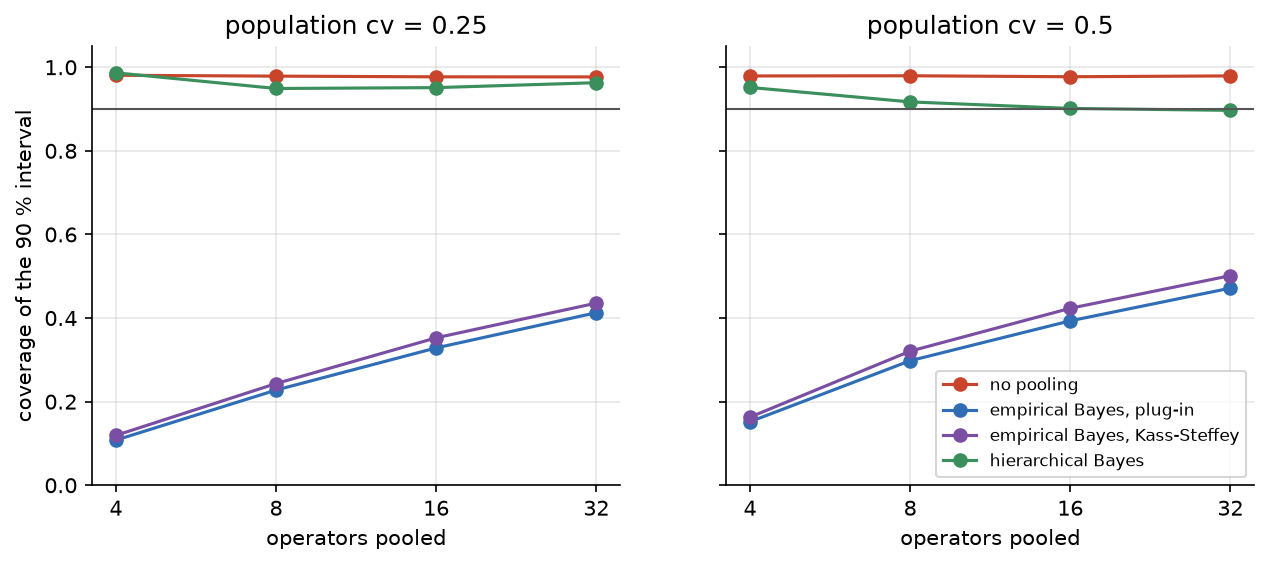 population cv = 0.25
population cv = 0.5
coverage of the 90 % interval
1.0
0.8
0.6
0.4
0.2
0.0
4 8 16 32
4 8 16 32
operators pooled
operators pooled
no pooling
empirical Bayes, plug-in
empirical Bayes, Kass-Steffey
hierarchical Bayes